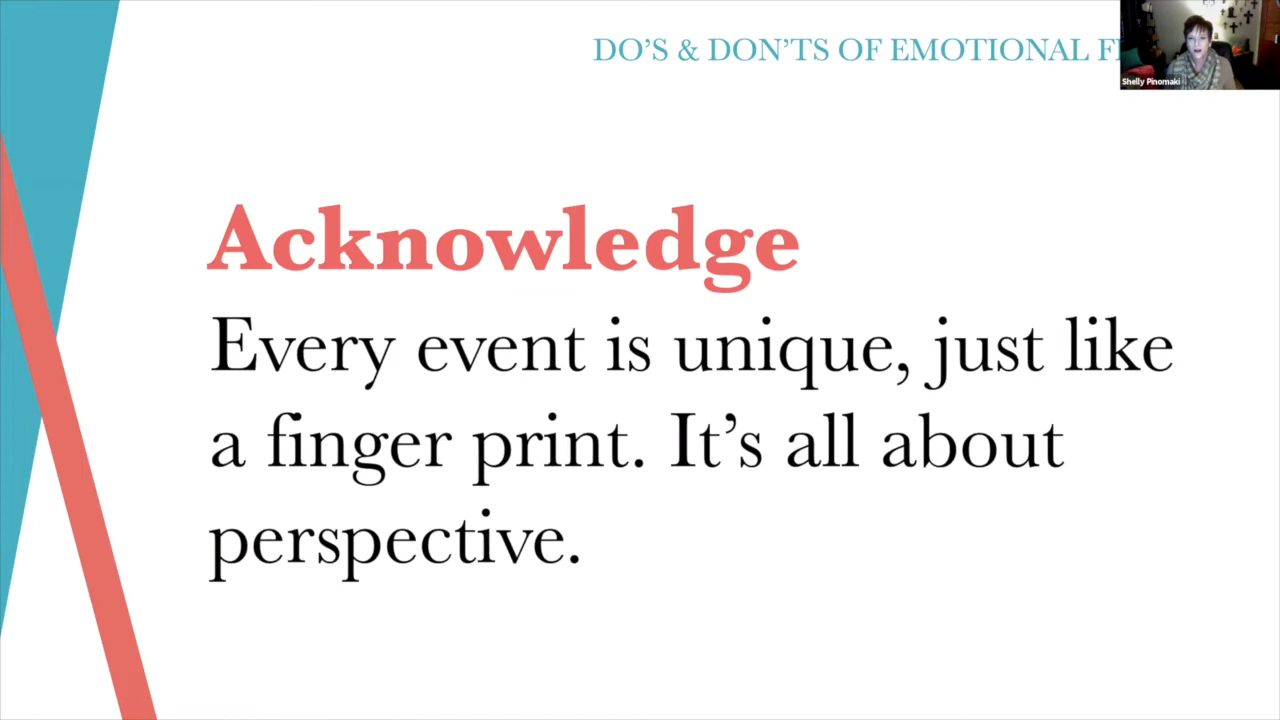 DO'S & DON'TS OF EMOTIONAL
Shelly Pinomaki
Acknowledge
Every event is unique, just like
a finger print. It's all about
perspective.